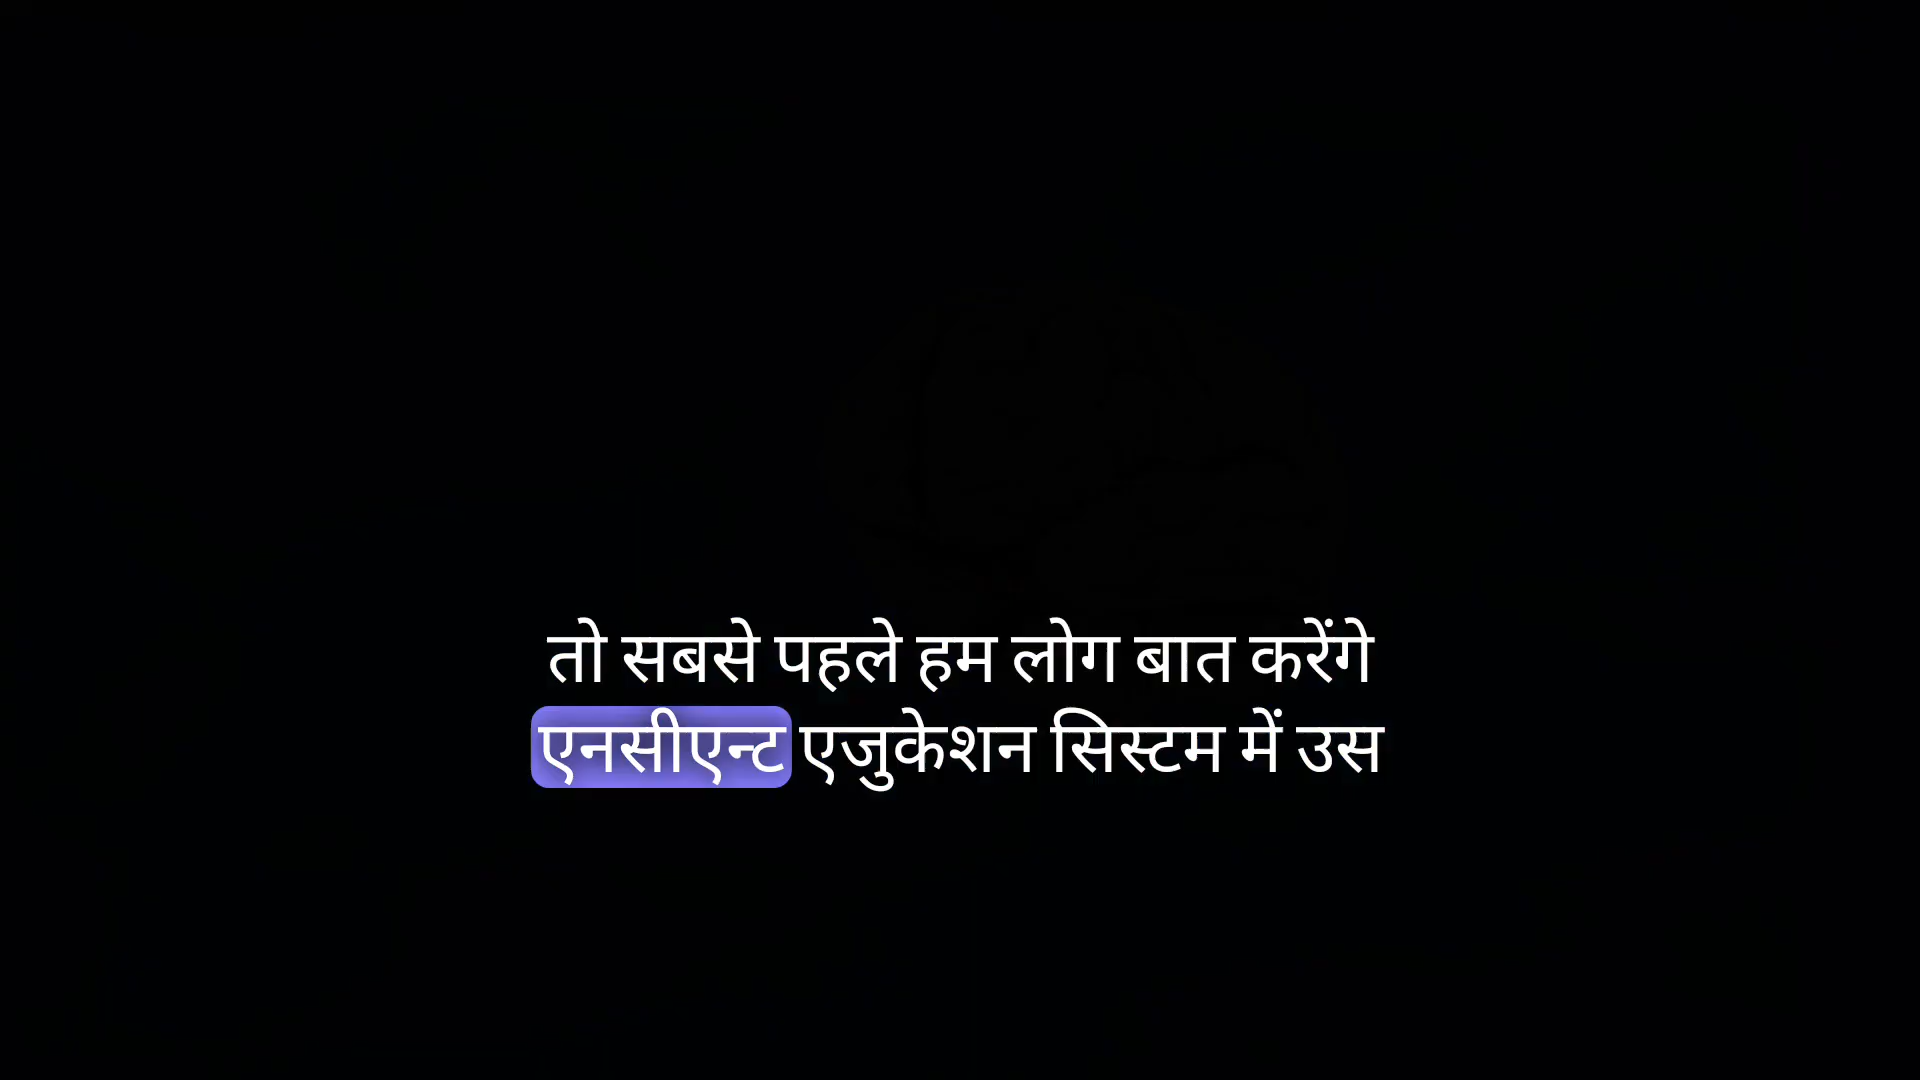 तो सबसे पहले हम लोग बात करेंगे
एनसीएन्ट एजुकेशन सिस्टम में उस